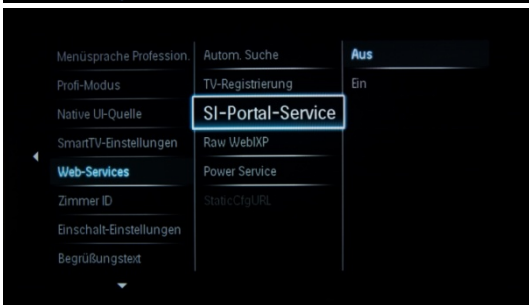 Menüsprache Profession.
Profi-Modus
Native UI-Quelle
SmartTV-Einstellungen
Web-Services
Zimmer ID
Einschalt-Einstellungen
Begrüßungstext
Autom. Suche
TV-Registrierung
SI-Portal-Service
Raw WebIXP
Power Service
StaticCfgURL
Aus
Ein